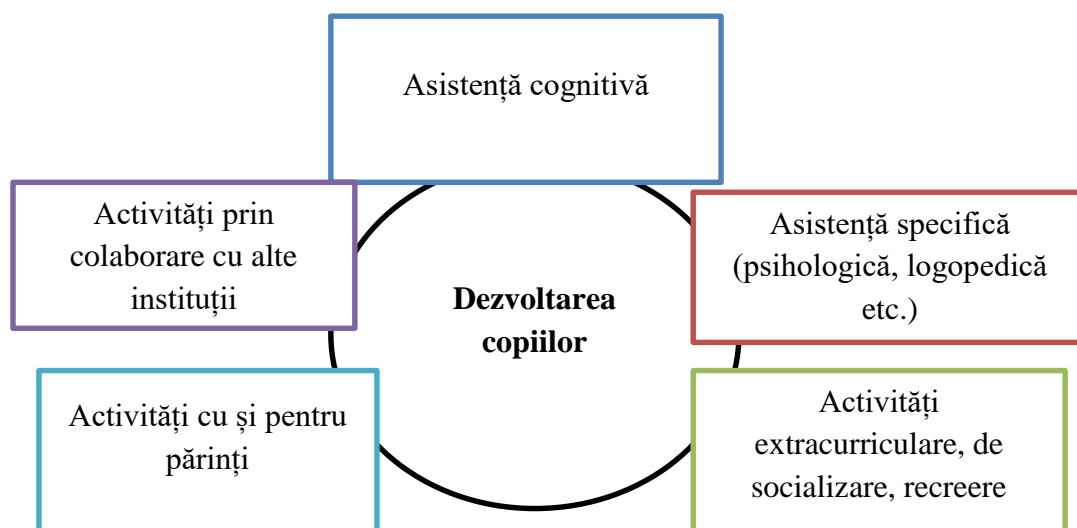 Asistență cognitivă
Activități prin
colaborare cu alte
instituții
Asistență specifică
(psihologică, logopedică
etc.)
Dezvoltarea
copiilor
Activități cu și pentru
părinți
Activități
extracurriculare, de
socializare, recreere